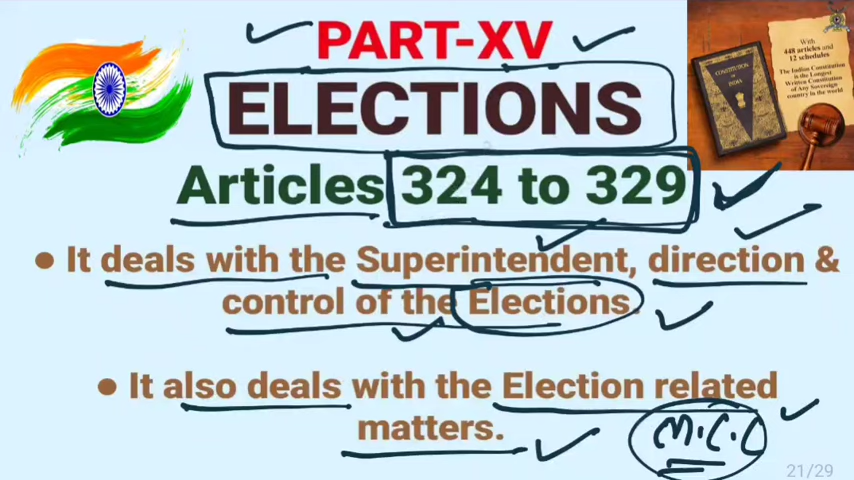 PART-XV
ELECTIONS
Articles 324 to 329
• It deals with the Superintendent, direction &
control of the Elections.
• It also deals with the Election related
matters.
M.C.C
With
448 articles and
12 schedules
The Indian Constitution
is the Longest
Written Constitution
of Any Sovereign
country in the world
CONSTITUTION
OF
INDIA
21/29